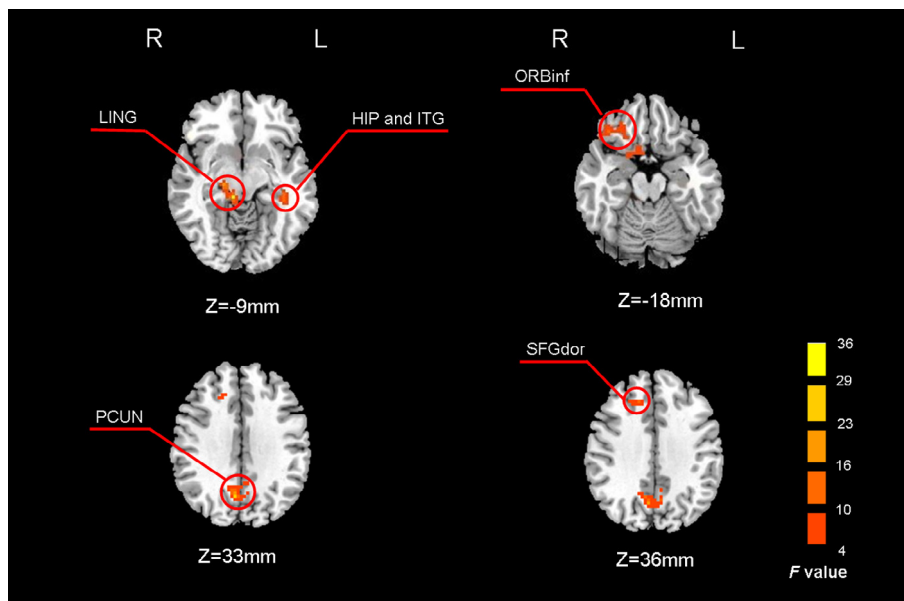 R L
LING
HIP and ITG
Z=-9mm
R L
ORBinf
Z=-18mm
PCUN
Z=33mm
SFGdor
Z=36mm
36
29
23
16
10
4
F value